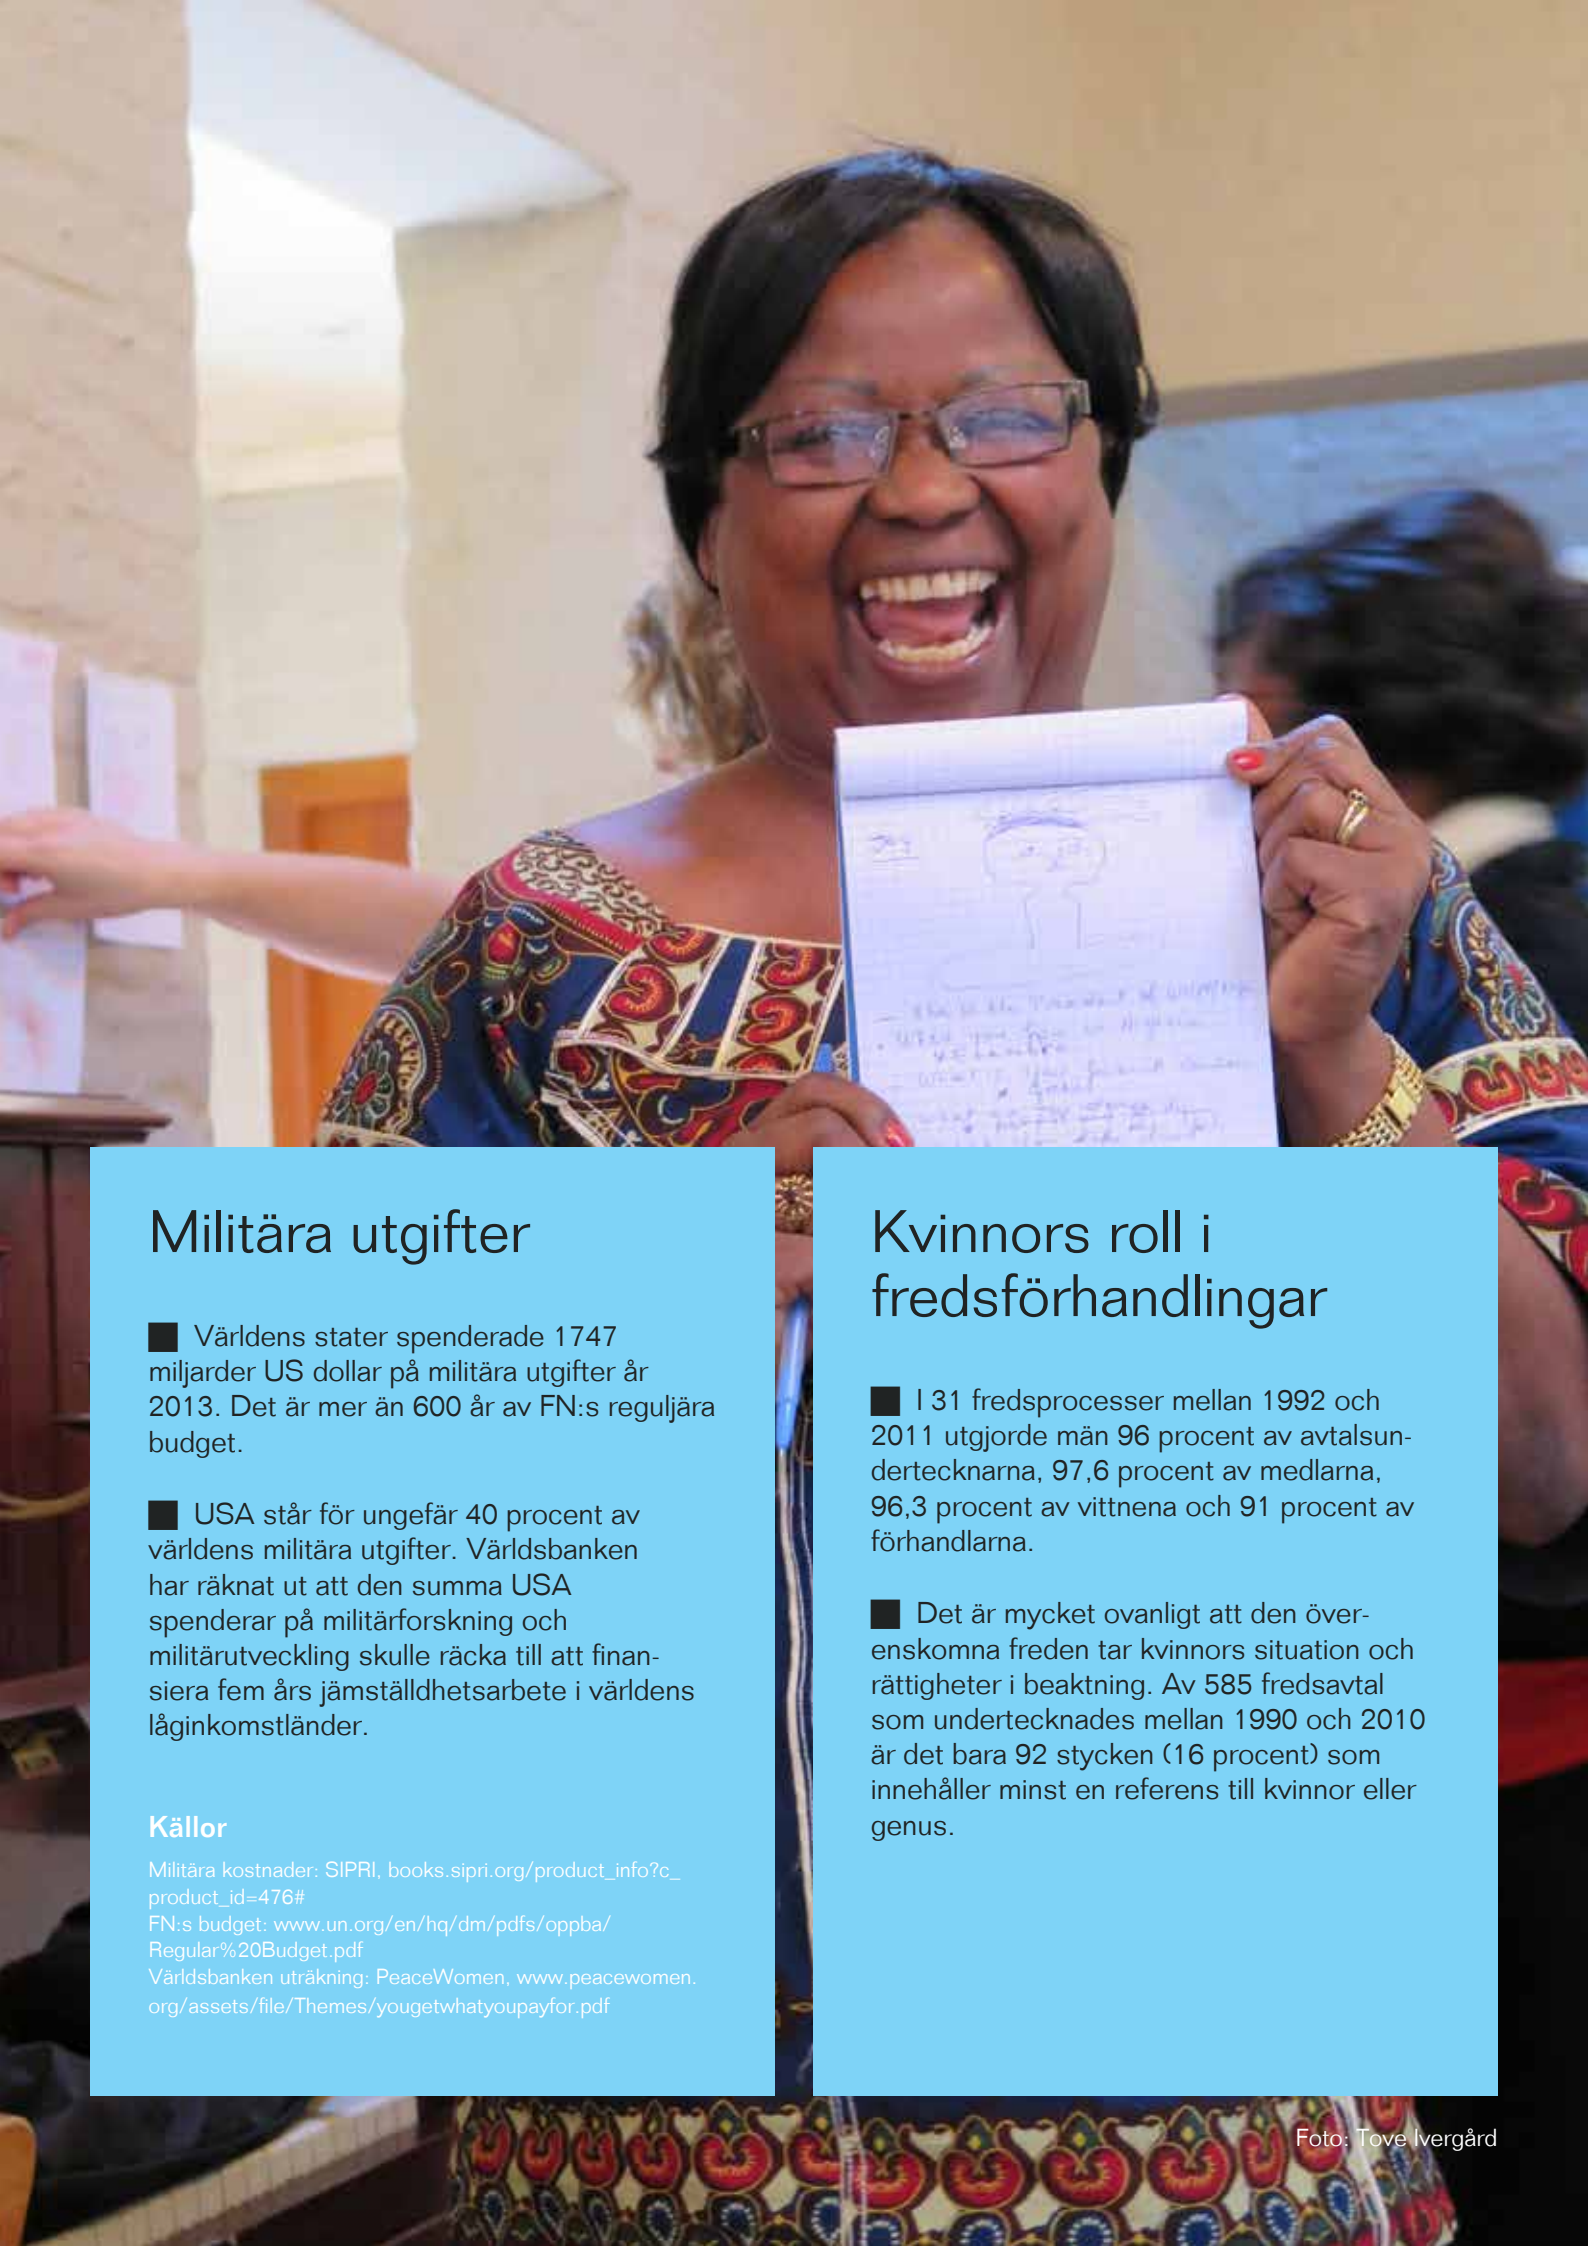 Militära utgifter
Världens stater spenderade 1747
miljarder US dollar på militära utgifter år
2013. Det är mer än 600 år av FN:s reguljära
budget.
USA står för ungefär 40 procent av
världens militära utgifter. Världsbanken
har räknat ut att den summa USA
spenderar på militärforskning och
militärutveckling skulle räcka till att finan-
siera fem års jämställdhetsarbete i världens
låginkomstländer.
Källor
Militära kostnader: SIPRI, books.sipri.org/product_info?c_
product_id=476#
FN:s budget: www.un.org/en/hq/dm/pdfs/oppba/
Regular%20Budget.pdf
Världsbanken uträkning: PeaceWomen, www.peacewomen.
org/assets/file/Themes/yougetwhatyoupayfor.pdf
Kvinnors roll i
fredsförhandlingar
I 31 fredsprocesser mellan 1992 och
2011 utgjorde män 96 procent av avtalsun-
dertecknarna, 97,6 procent av medlarna,
96,3 procent av vittnena och 91 procent av
förhandlarna.
Det är mycket ovanligt att den över-
enskomna freden tar kvinnors situation och
rättigheter i beaktning. Av 585 fredsavtal
som undertecknades mellan 1990 och 2010
är det bara 92 stycken (16 procent) som
innehåller minst en referens till kvinnor eller
genus.
Foto: Tove Ivergård